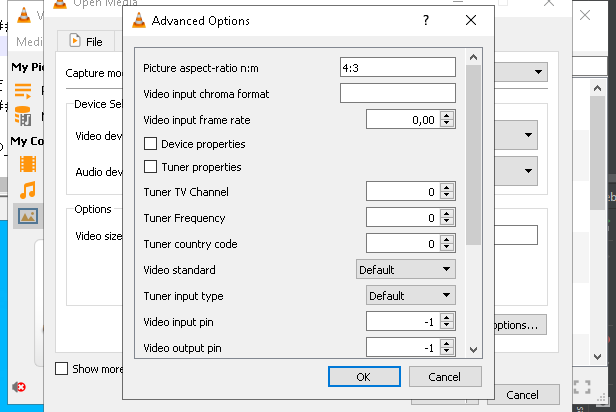 Open Media
Advanced Options
?
File
Media
My Pi
My Co
Capture mo
Device Sel
Video dev
Audio dev
Options
Video size
Picture aspect-ratio n:m
4:3
Video input chroma format
Video input frame rate
0,00
Device properties
Tuner properties
Tuner TV Channel
0
Tuner Frequency
0
Tuner country code
0
Video standard
Default
Tuner input type
Default
Video input pin
-1
Video output pin
-1
options...
Show more
OK
Cancel
Cancel